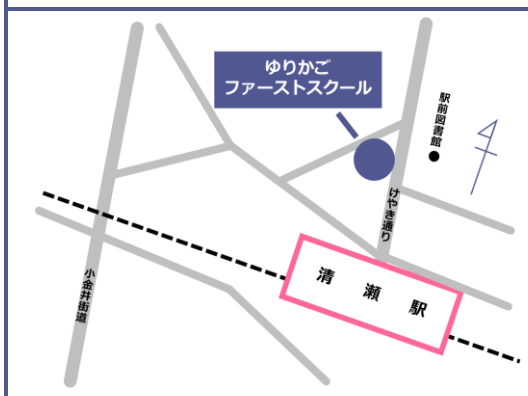 ゆりかご
ファーストスクール
駅前図書館
けやき通り
清瀬駅
小金井街道